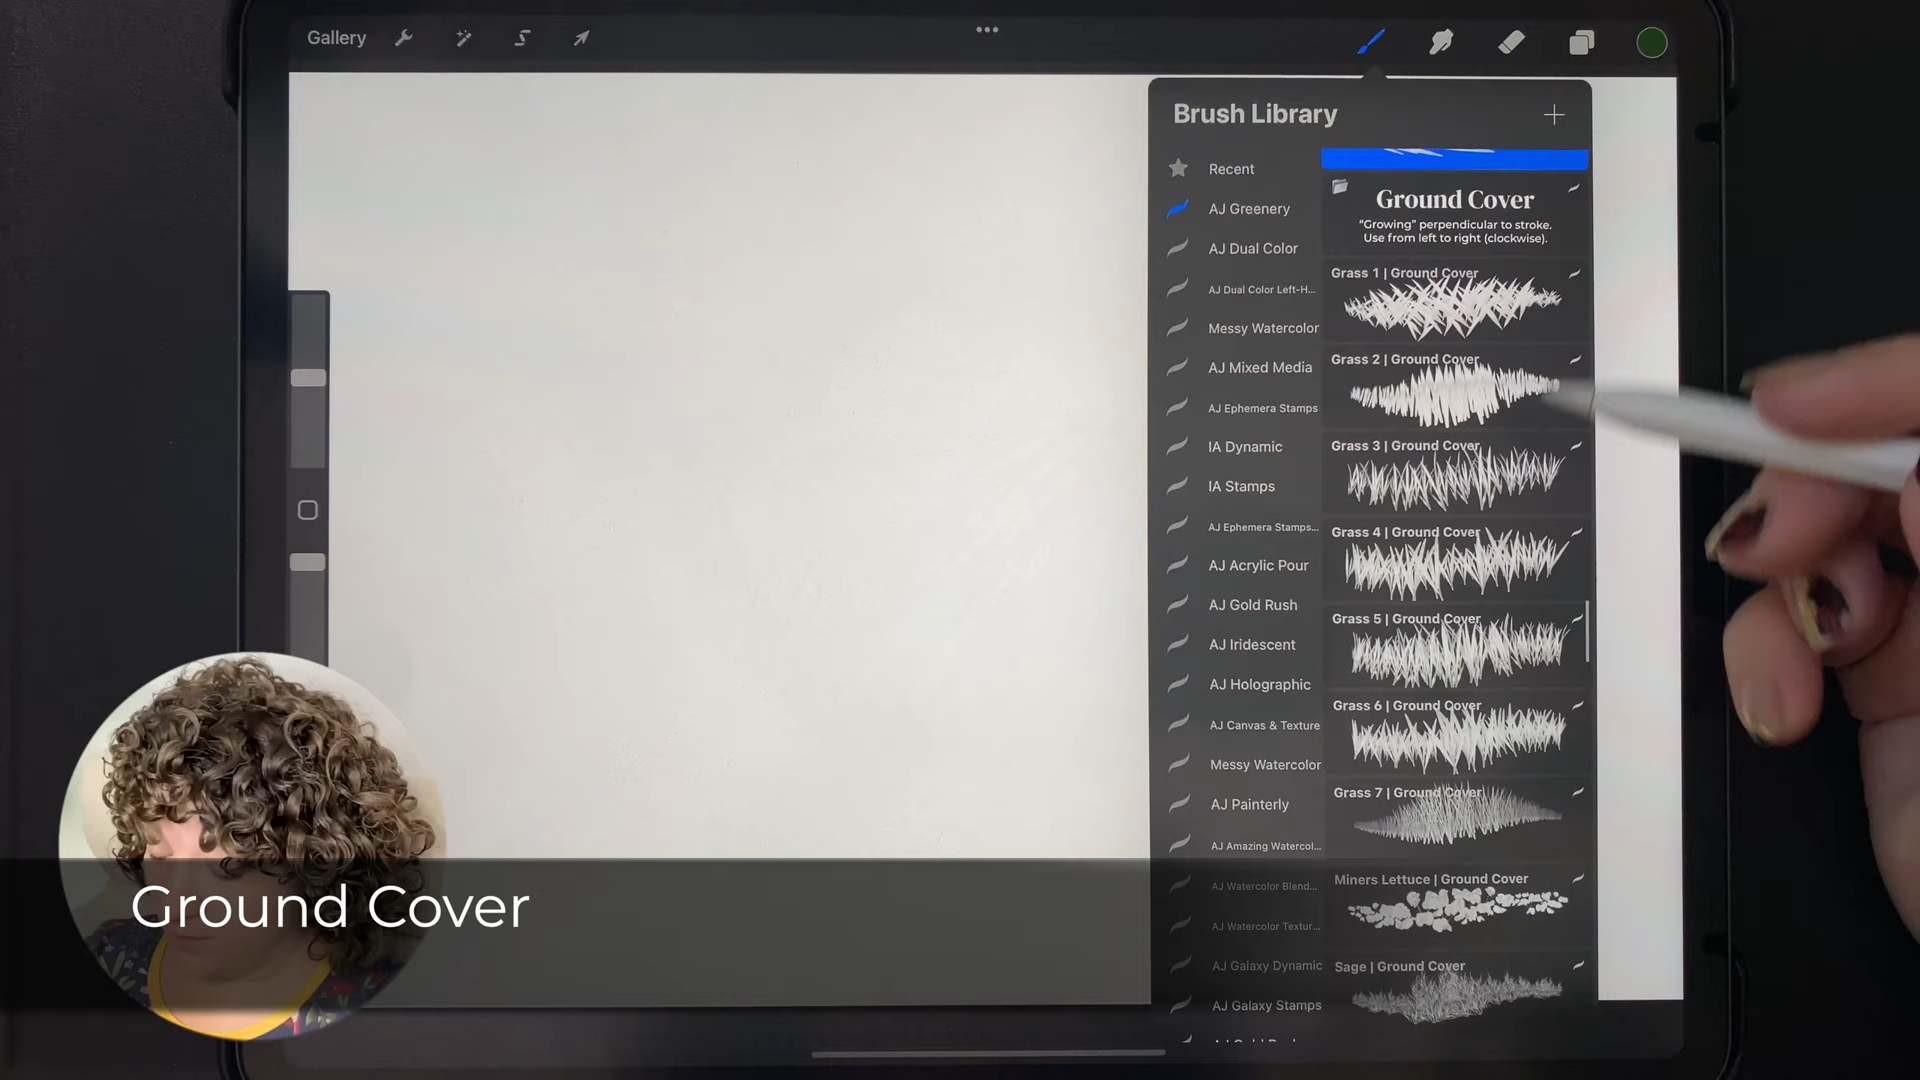 Gallery
Brush Library
Recent
AJ Greenery
AJ Dual Color
AJ Dual Color Left-H...
Messy Watercolor
AJ Mixed Media
AJ Ephemera Stamps
IA Dynamic
IA Stamps
AJ Ephemera Stamps...
AJ Acrylic Pour
AJ Gold Rush
AJ Iridescent
AJ Holographic
AJ Canvas & Texture
Messy Watercolor
AJ Painterly
AJ Amazing Watercol...
AJ Watercolor Blend...
AJ Watercolor Textur...
AJ Galaxy Dynamic
AJ Galaxy Stamps
Ground Cover
"Growing" perpendicular to stroke.
Use from left to right (clockwise).
Grass 1 | Ground Cover
Grass 2 | Ground Cover
Grass 3 | Ground Cover
Grass 4 | Ground Cover
Grass 5 | Ground Cover
Grass 6 | Ground Cover
Grass 7 | Ground Cover
Miners Lettuce | Ground Cover
Sage | Ground Cover
Ground Cover